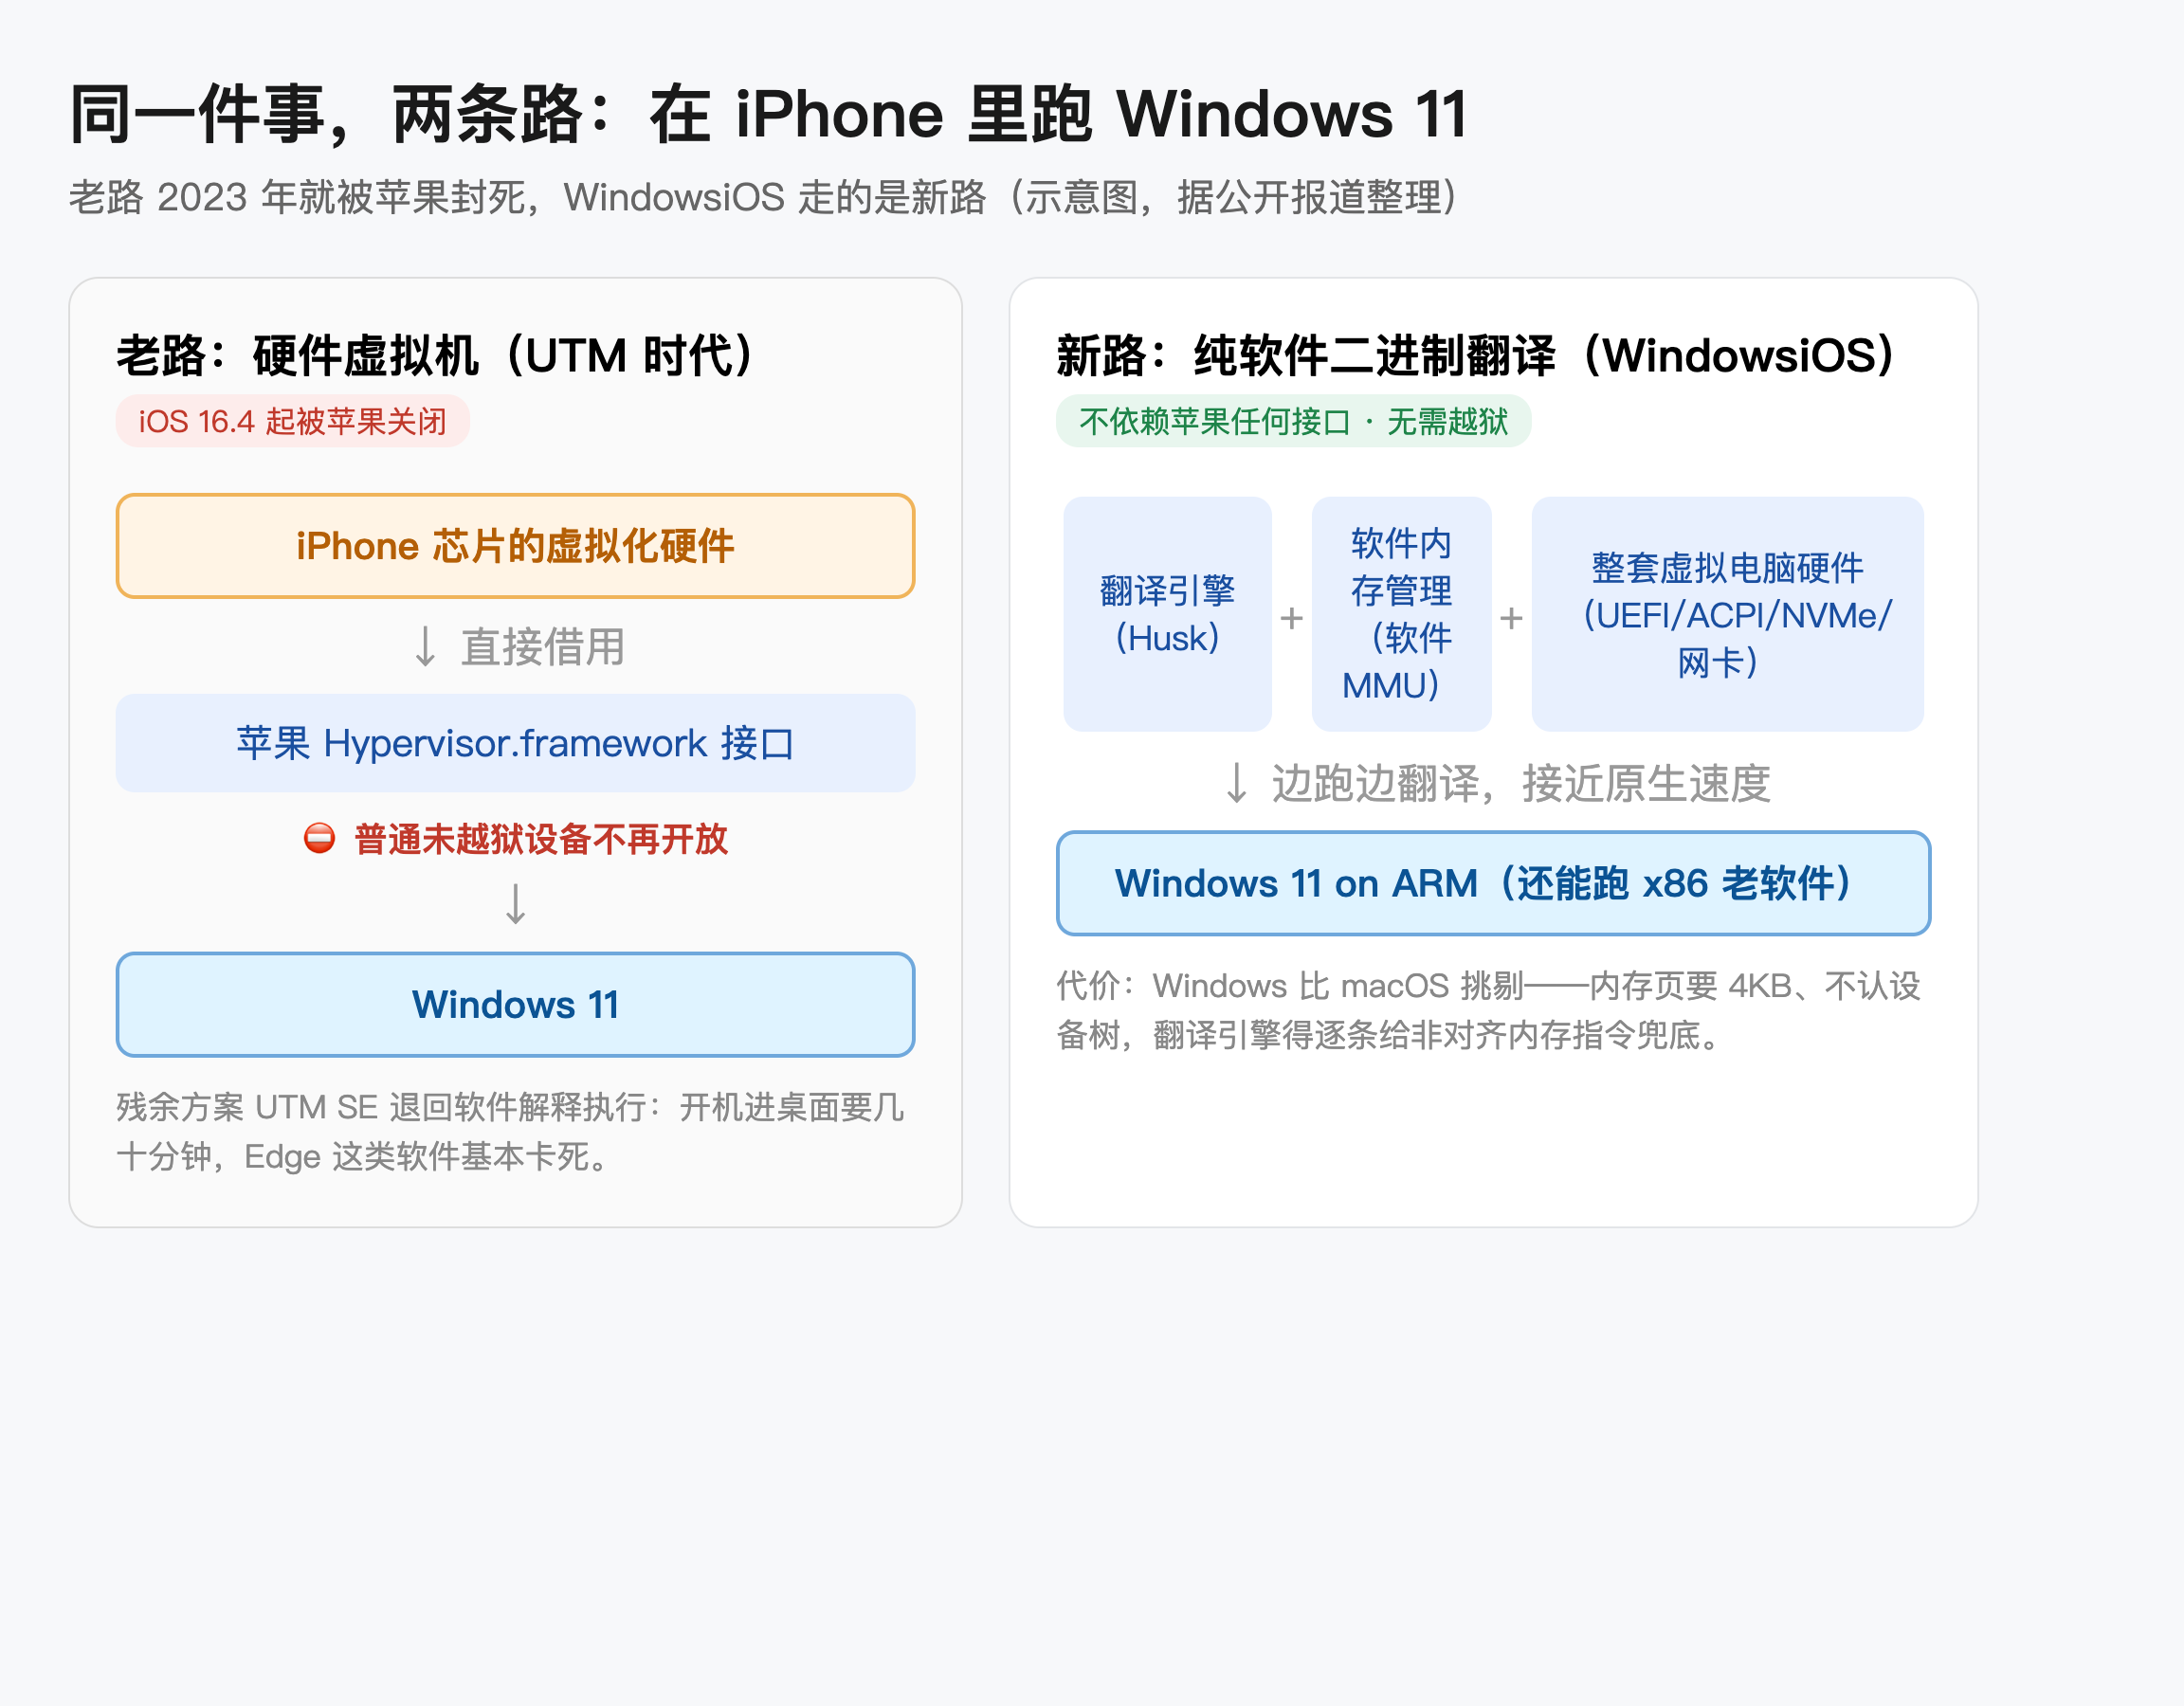 同一件事，两条路：在 iPhone 里跑 Windows 11
老路 2023 年就被苹果封死，WindowsiOS 走的是新路（示意图，据公开报道整理）
老路：硬件虚拟机（UTM 时代）
iOS 16.4 起被苹果关闭
iPhone 芯片的虚拟化硬件
↓ 直接借用
苹果 Hypervisor.framework 接口
⛔ 普通未越狱设备不再开放
↓
Windows 11
残余方案 UTM SE 退回软件解释执行：开机进桌面要几
十分钟，Edge 这类软件基本卡死。
新路：纯软件二进制翻译（WindowsiOS）
不依赖苹果任何接口 · 无需越狱
翻译引擎
（Husk）
+
软件内
存管理
（软件
MMU）
+
整套虚拟电脑硬件
（UEFI/ACPI/NVMe/
网卡）
↓ 边跑边翻译，接近原生速度
Windows 11 on ARM（还能跑 x86 老软件）
代价：Windows 比 macOS 挑剔——内存页要 4KB、不认设
备树，翻译引擎得逐条给非对齐内存指令兜底。